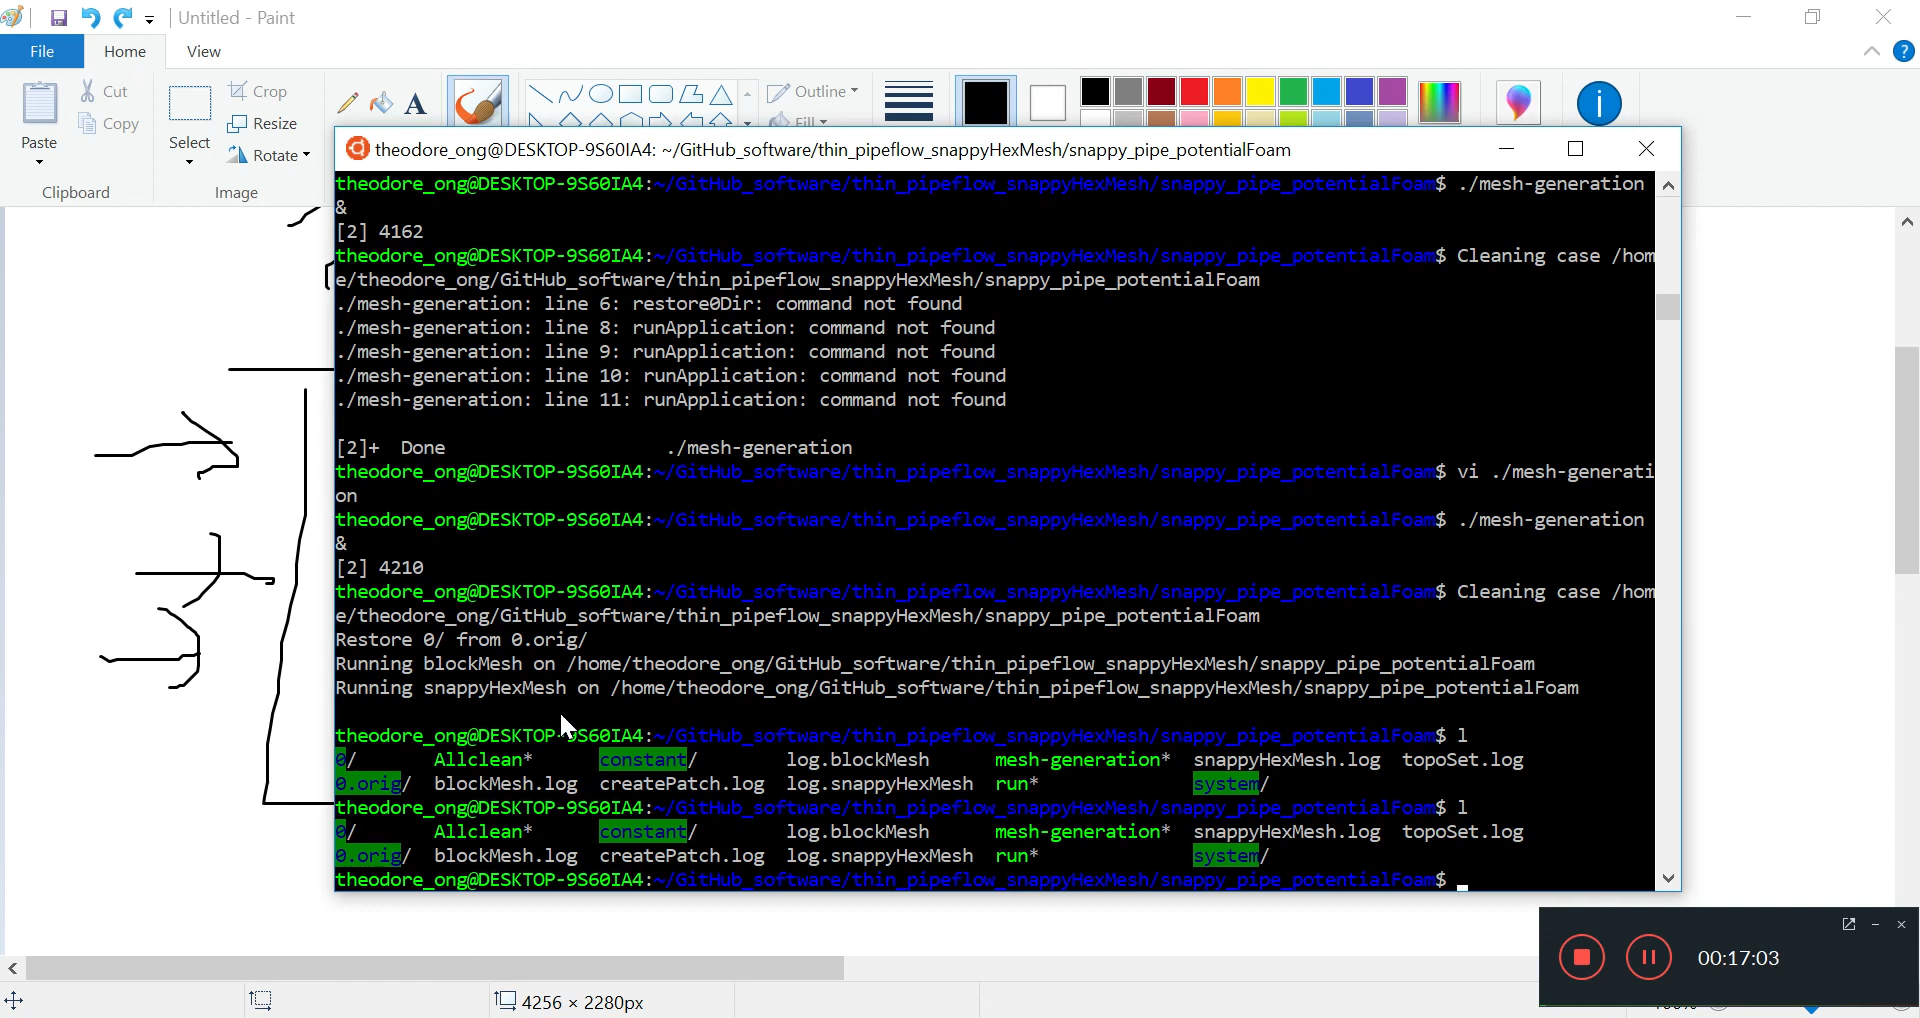 Untitled - Paint
File
Home
View
?
Paste
Cut
Copy
Clipboard
Select
Crop
Resize
Rotate
Image
A
Outline
Fill
i
theodore_ong@DESKTOP-9S60IA4: ~/GitHub_software/thin_pipeflow_snappyHexMesh/snappy_pipe_potentialFoam
theodore_ong@DESKTOP-9S60IA4:~/GitHub_software/thin_pipeflow_snappyHexMesh/snappy_pipe_potentialFoam$ ./mesh-generation
&
[2] 4162
theodore_ong@DESKTOP-9S60IA4:~/GitHub_software/thin_pipeflow_snappyHexMesh/snappy_pipe_potentialFoam$ Cleaning case /hom
e/theodore_ong/GitHub_software/thin_pipeflow_snappyHexMesh/snappy_pipe_potentialFoam
./mesh-generation: line 6: restore0Dir: command not found
./mesh-generation: line 8: runApplication: command not found
./mesh-generation: line 9: runApplication: command not found
./mesh-generation: line 10: runApplication: command not found
./mesh-generation: line 11: runApplication: command not found
[2]+ Done ./mesh-generation
theodore_ong@DESKTOP-9S60IA4:~/GitHub_software/thin_pipeflow_snappyHexMesh/snappy_pipe_potentialFoam$ vi ./mesh-generati
on
theodore_ong@DESKTOP-9S60IA4:~/GitHub_software/thin_pipeflow_snappyHexMesh/snappy_pipe_potentialFoam$ ./mesh-generation
&
[2] 4210
theodore_ong@DESKTOP-9S60IA4:~/GitHub_software/thin_pipeflow_snappyHexMesh/snappy_pipe_potentialFoam$ Cleaning case /hom
e/theodore_ong/GitHub_software/thin_pipeflow_snappyHexMesh/snappy_pipe_potentialFoam
Restore 0/ from 0.orig/
Running blockMesh on /home/theodore_ong/GitHub_software/thin_pipeflow_snappyHexMesh/snappy_pipe_potentialFoam
Running snappyHexMesh on /home/theodore_ong/GitHub_software/thin_pipeflow_snappyHexMesh/snappy_pipe_potentialFoam
theodore_ong@DESKTOP-9S60IA4:~/GitHub_software/thin_pipeflow_snappyHexMesh/snappy_pipe_potentialFoam$ l
0/ Allclean* constant/ log.blockMesh mesh-generation* snappyHexMesh.log topoSet.log
0.orig/ blockMesh.log createPatch.log log.snappyHexMesh run* system/
theodore_ong@DESKTOP-9S60IA4:~/GitHub_software/thin_pipeflow_snappyHexMesh/snappy_pipe_potentialFoam$ l
0/ Allclean* constant/ log.blockMesh mesh-generation* snappyHexMesh.log topoSet.log
0.orig/ blockMesh.log createPatch.log log.snappyHexMesh run* system/
theodore_ong@DESKTOP-9S60IA4:~/GitHub_software/thin_pipeflow_snappyHexMesh/snappy_pipe_potentialFoam$
00:17:03
4256 × 2280px